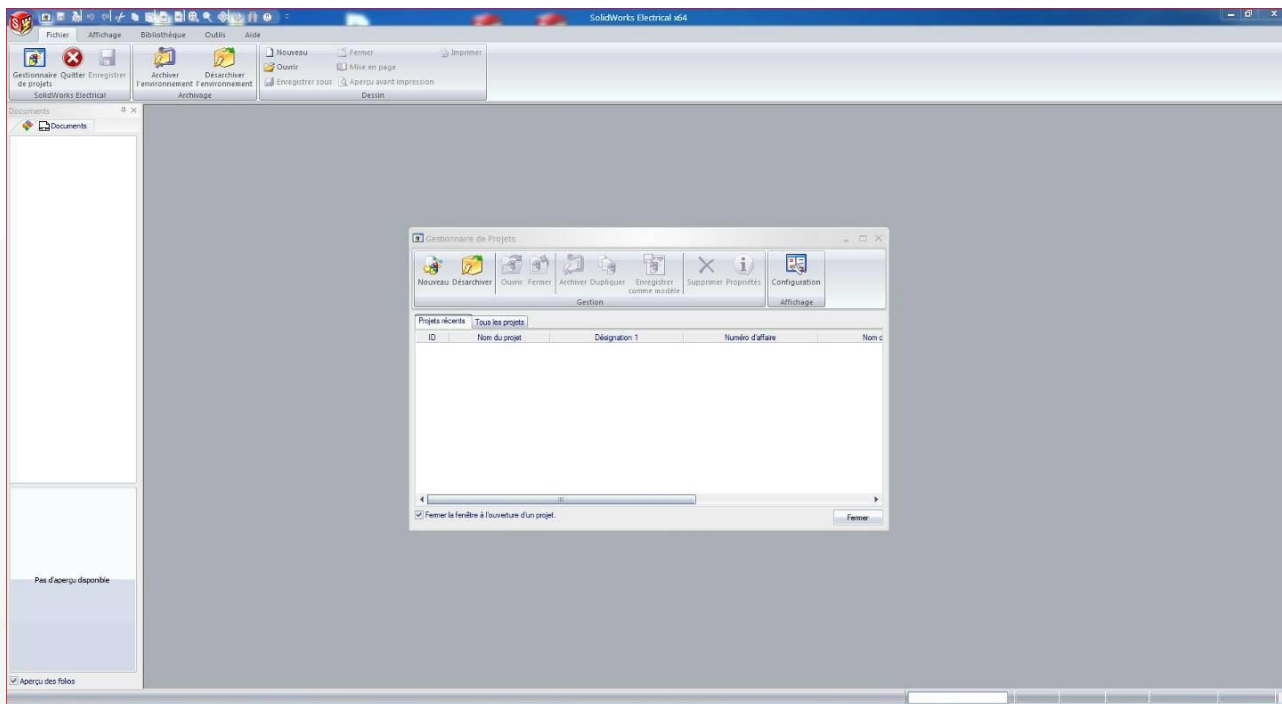 SolidWorks Electrical x64
Fichier Affichage Bibliothèque Outils Aide
Gestionnaire de projets
Quitter
Enregistrer
SolidWorks Electrical
Archiver l'environnement
Désarchiver l'environnement
Archivage
Nouveau
Ouvrir
Enregistrer sous
Fermer
Mise en page
Aperçu avant impression
Imprimer
Dessin
Documents
Documents
Gestionnaire de Projets
Nouveau
Désarchiver
Ouvrir
Fermer
Archiver
Dupliquer
Enregistrer comme modèle
Supprimer
Propriétés
Gestion
Configuration
Affichage
Projets récents
Tous les projets
ID
Nom du projet
Désignation 1
Numéro d'affaire
Nom
Fermer la fenêtre à l'ouverture d'un projet.
Fermer
Pas d'aperçu disponible
Aperçu des folios